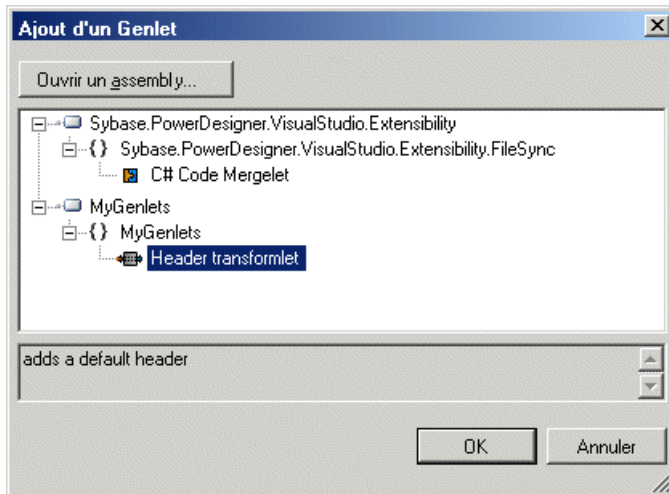 Ajout d'un Genlet
Ouvrir un assembly...
Sybase.PowerDesigner.VisualStudio.Extensibility
{} Sybase.PowerDesigner.VisualStudio.Extensibility.FileSync
C# Code Mergelet
MyGenlets
{} MyGenlets
Header transformlet
adds a default header
OK Annuler